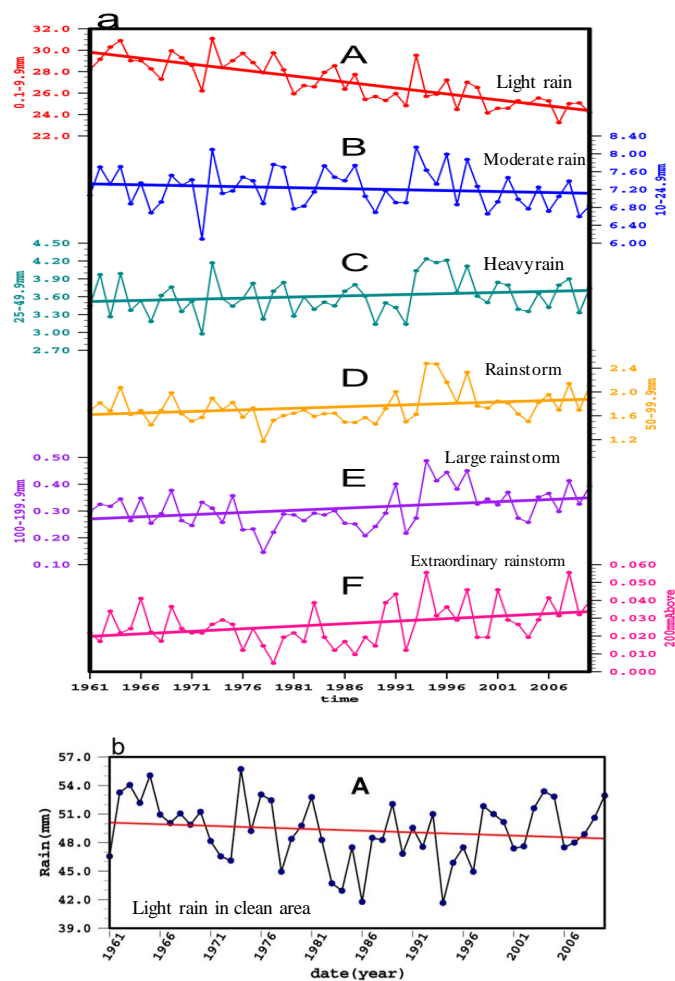 a
32.0
30.0
28.0
26.0
24.0
22.0
0.1-9.9mm
A
Light rain
B
Moderate rain
8.40
8.00
7.60
7.20
6.80
6.40
6.00
10-24.9mm
4.50
4.20
3.90
3.60
3.30
3.00
2.70
25-49.9mm
C
Heavy rain
D
Rainstorm
2.4
2.0
1.6
1.2
50-99.9mm
0.50
0.40
0.30
0.20
0.10
100-199.9mm
E
Large rainstorm
F
Extraordinary rainstorm
0.060
0.050
0.040
0.030
0.020
0.010
0.000
200mmAbove
1961 1966 1971 1976 1981 1986 1991 1996 2001 2006
time
b
57.0
54.0
51.0
48.0
45.0
42.0
39.0
Rain(mm)
A
Light rain in clean area
1961 1966 1971 1976 1981 1986 1991 1996 2001 2006
date(year)